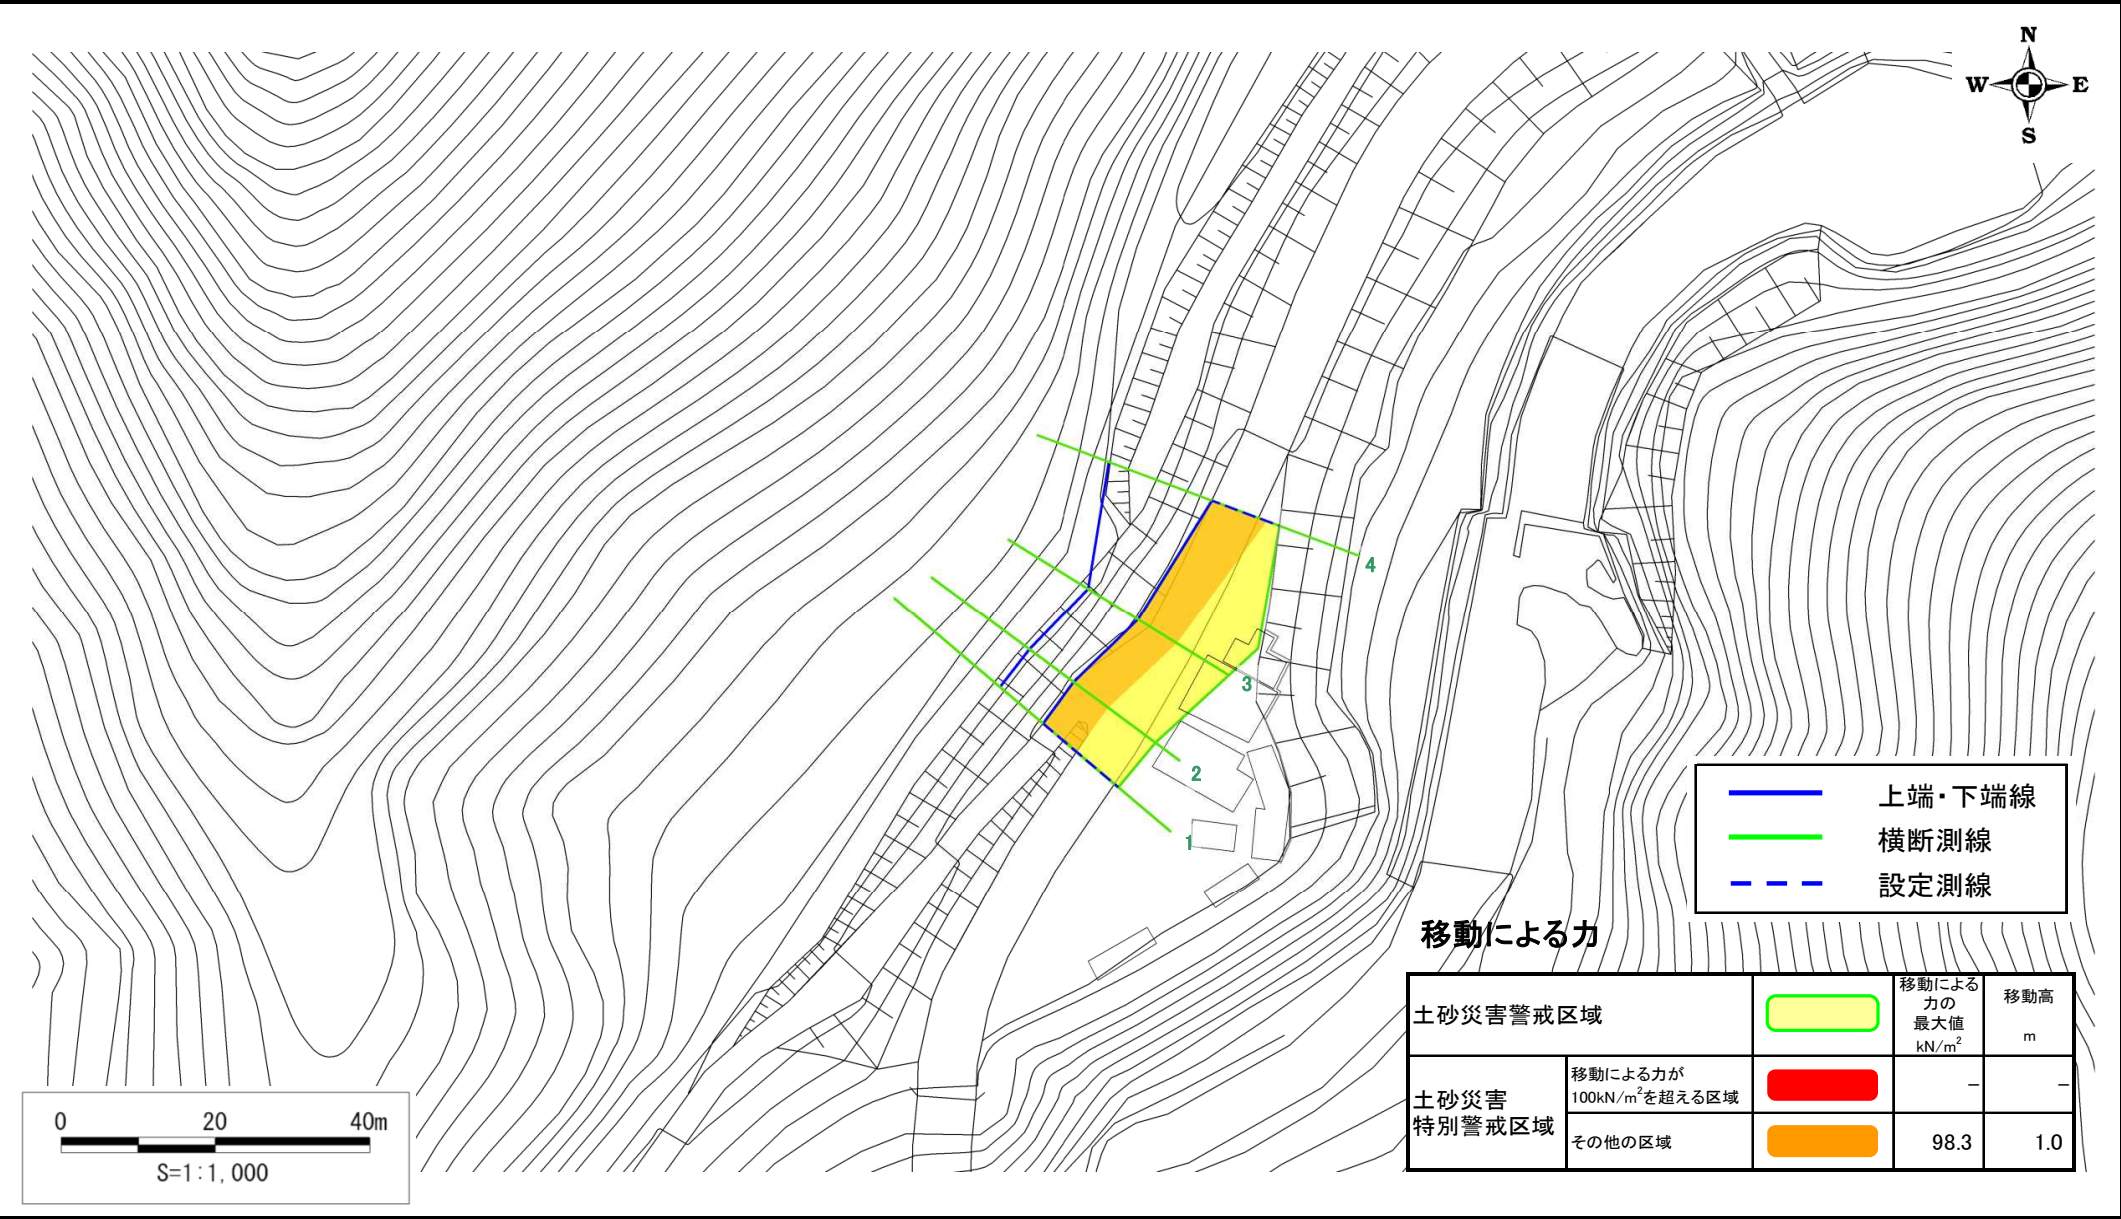 N
W E
S
4
3
2
1
上端・下端線
横断測線
設定測線
移動による力
土砂災害警戒区域
移動による
力の
最大値
kN/m²
移動高
m
土砂災害
特別警戒区域
移動による力が
100kN/m²を超える区域
－ －
その他の区域
98.3 1.0
0 20 40m
S=1:1,000